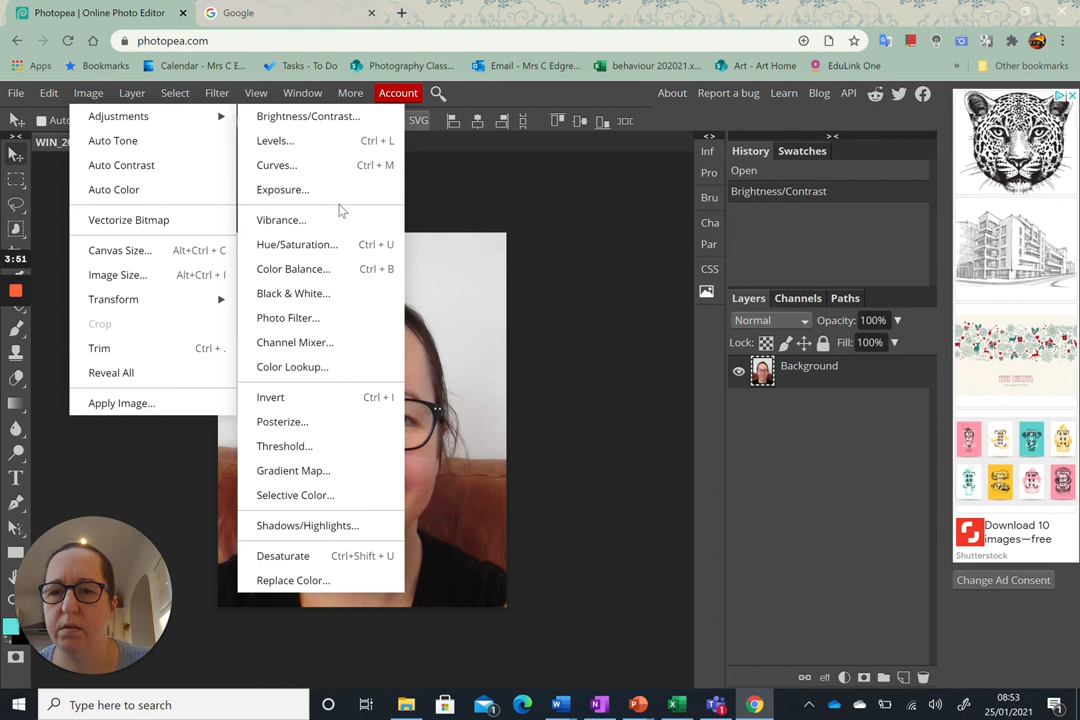 Photopea | Online Photo Editor
Google
photopea.com
Apps
Bookmarks
Calendar - Mrs C E...
Tasks - To Do
Photography Classw...
Email - Mrs C Edgre...
behaviour 202021.x...
Art - Art Home
EduLink One
»
Other bookmarks
File Edit Image Layer Select Filter View Window More Account
About Report a bug Learn Blog API
Adjustments
Auto Tone
Auto Contrast
Auto Color
Vectorize Bitmap
Canvas Size... Alt+Ctrl + C
Image Size... Alt+Ctrl + I
Transform
Crop
Trim Ctrl + .
Reveal All
Apply Image...
Brightness/Contrast...
Levels... Ctrl + L
Curves... Ctrl + M
Exposure...
Vibrance...
Hue/Saturation... Ctrl + U
Color Balance... Ctrl + B
Black & White...
Photo Filter...
Channel Mixer...
Color Lookup...
Invert Ctrl + I
Posterize...
Threshold...
Gradient Map...
Selective Color...
Shadows/Highlights...
Desaturate Ctrl+Shift + U
Replace Color...
SVG
WIN_20
3:51
Inf
Pro
Bru
Cha
Par
CSS
History Swatches
Open
Brightness/Contrast
Layers Channels Paths
Normal Opacity: 100%
Lock: Fill: 100%
Background
eff
MERRY CHRISTMAS
Download 10
images—free
Shutterstock
Change Ad Consent
Type here to search
08:53
25/01/2021